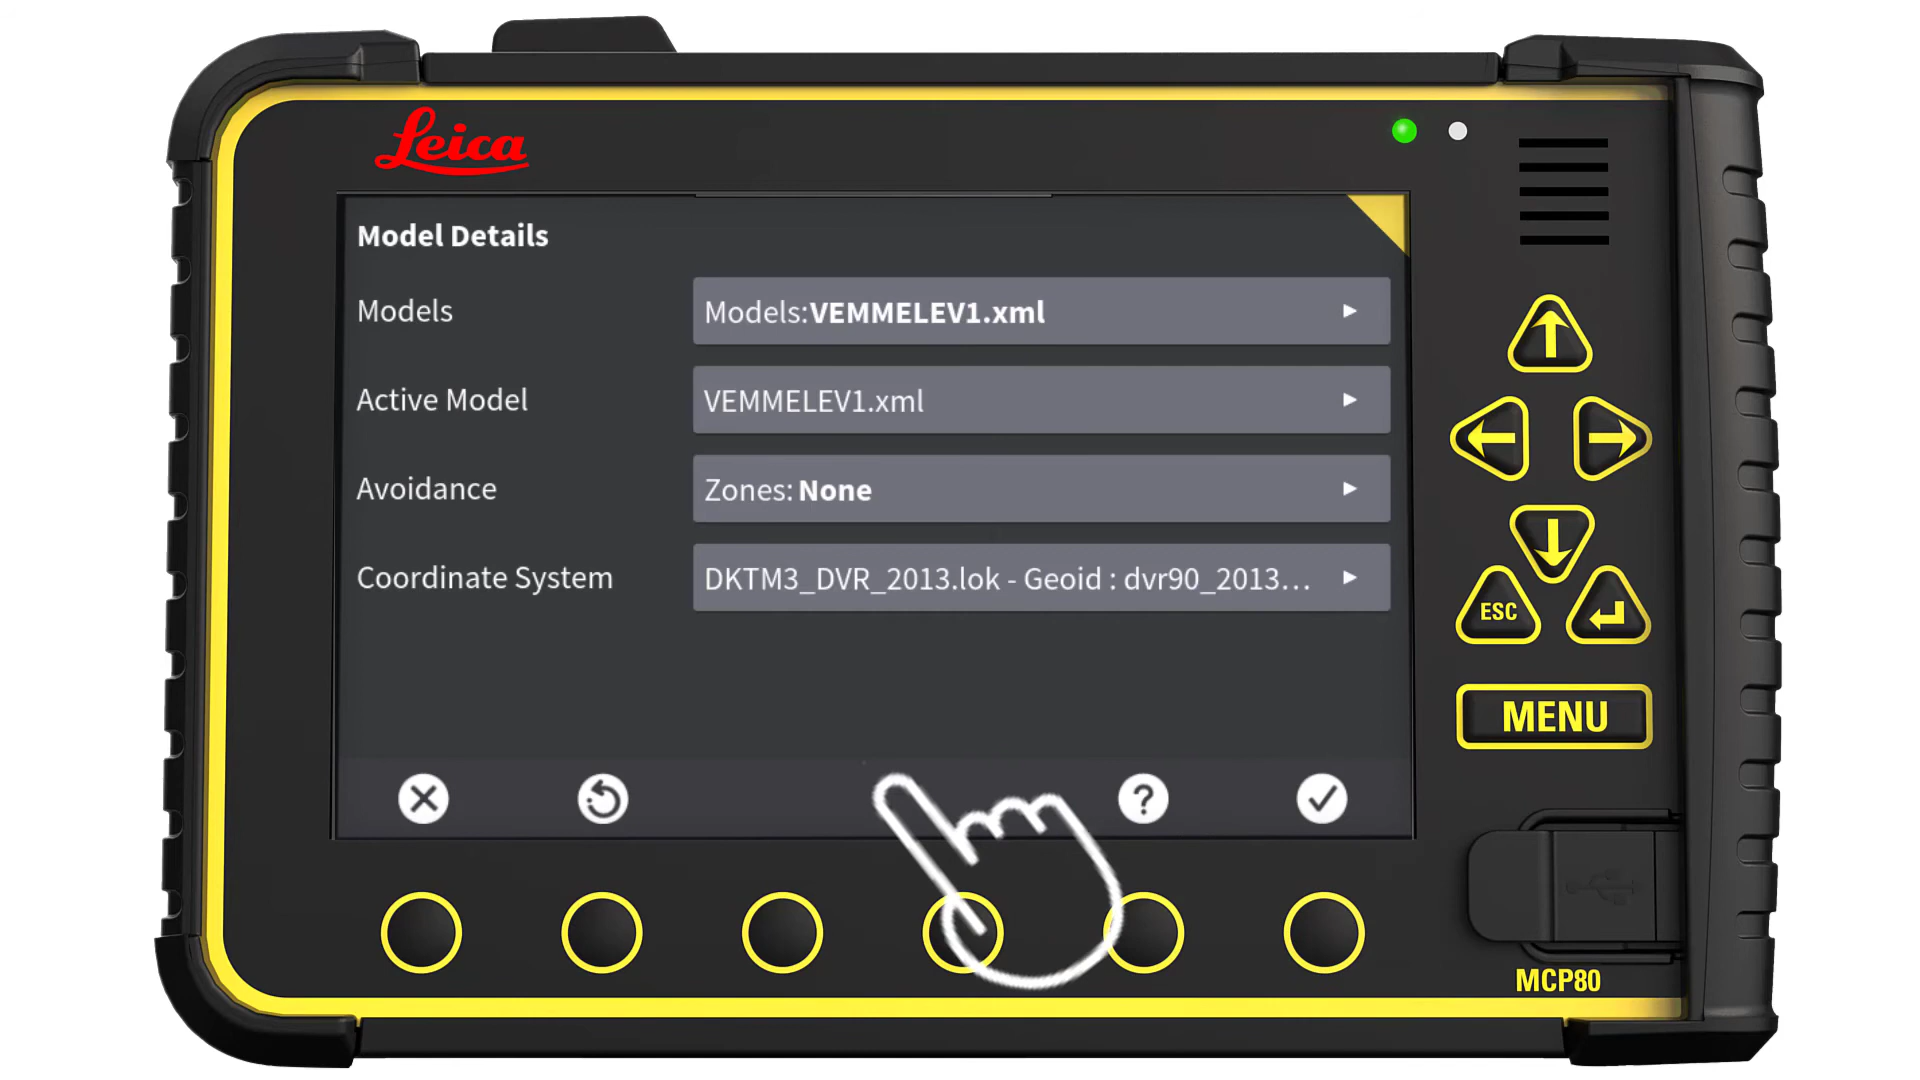 Leica
Model Details
Models
Models:VEMMELEV1.xml
Active Model
VEMMELEV1.xml
Avoidance
Zones: None
Coordinate System
DKTM3_DVR_2013.lok - Geoid : dvr90_2013...
?
ESC
MENU
MCP80